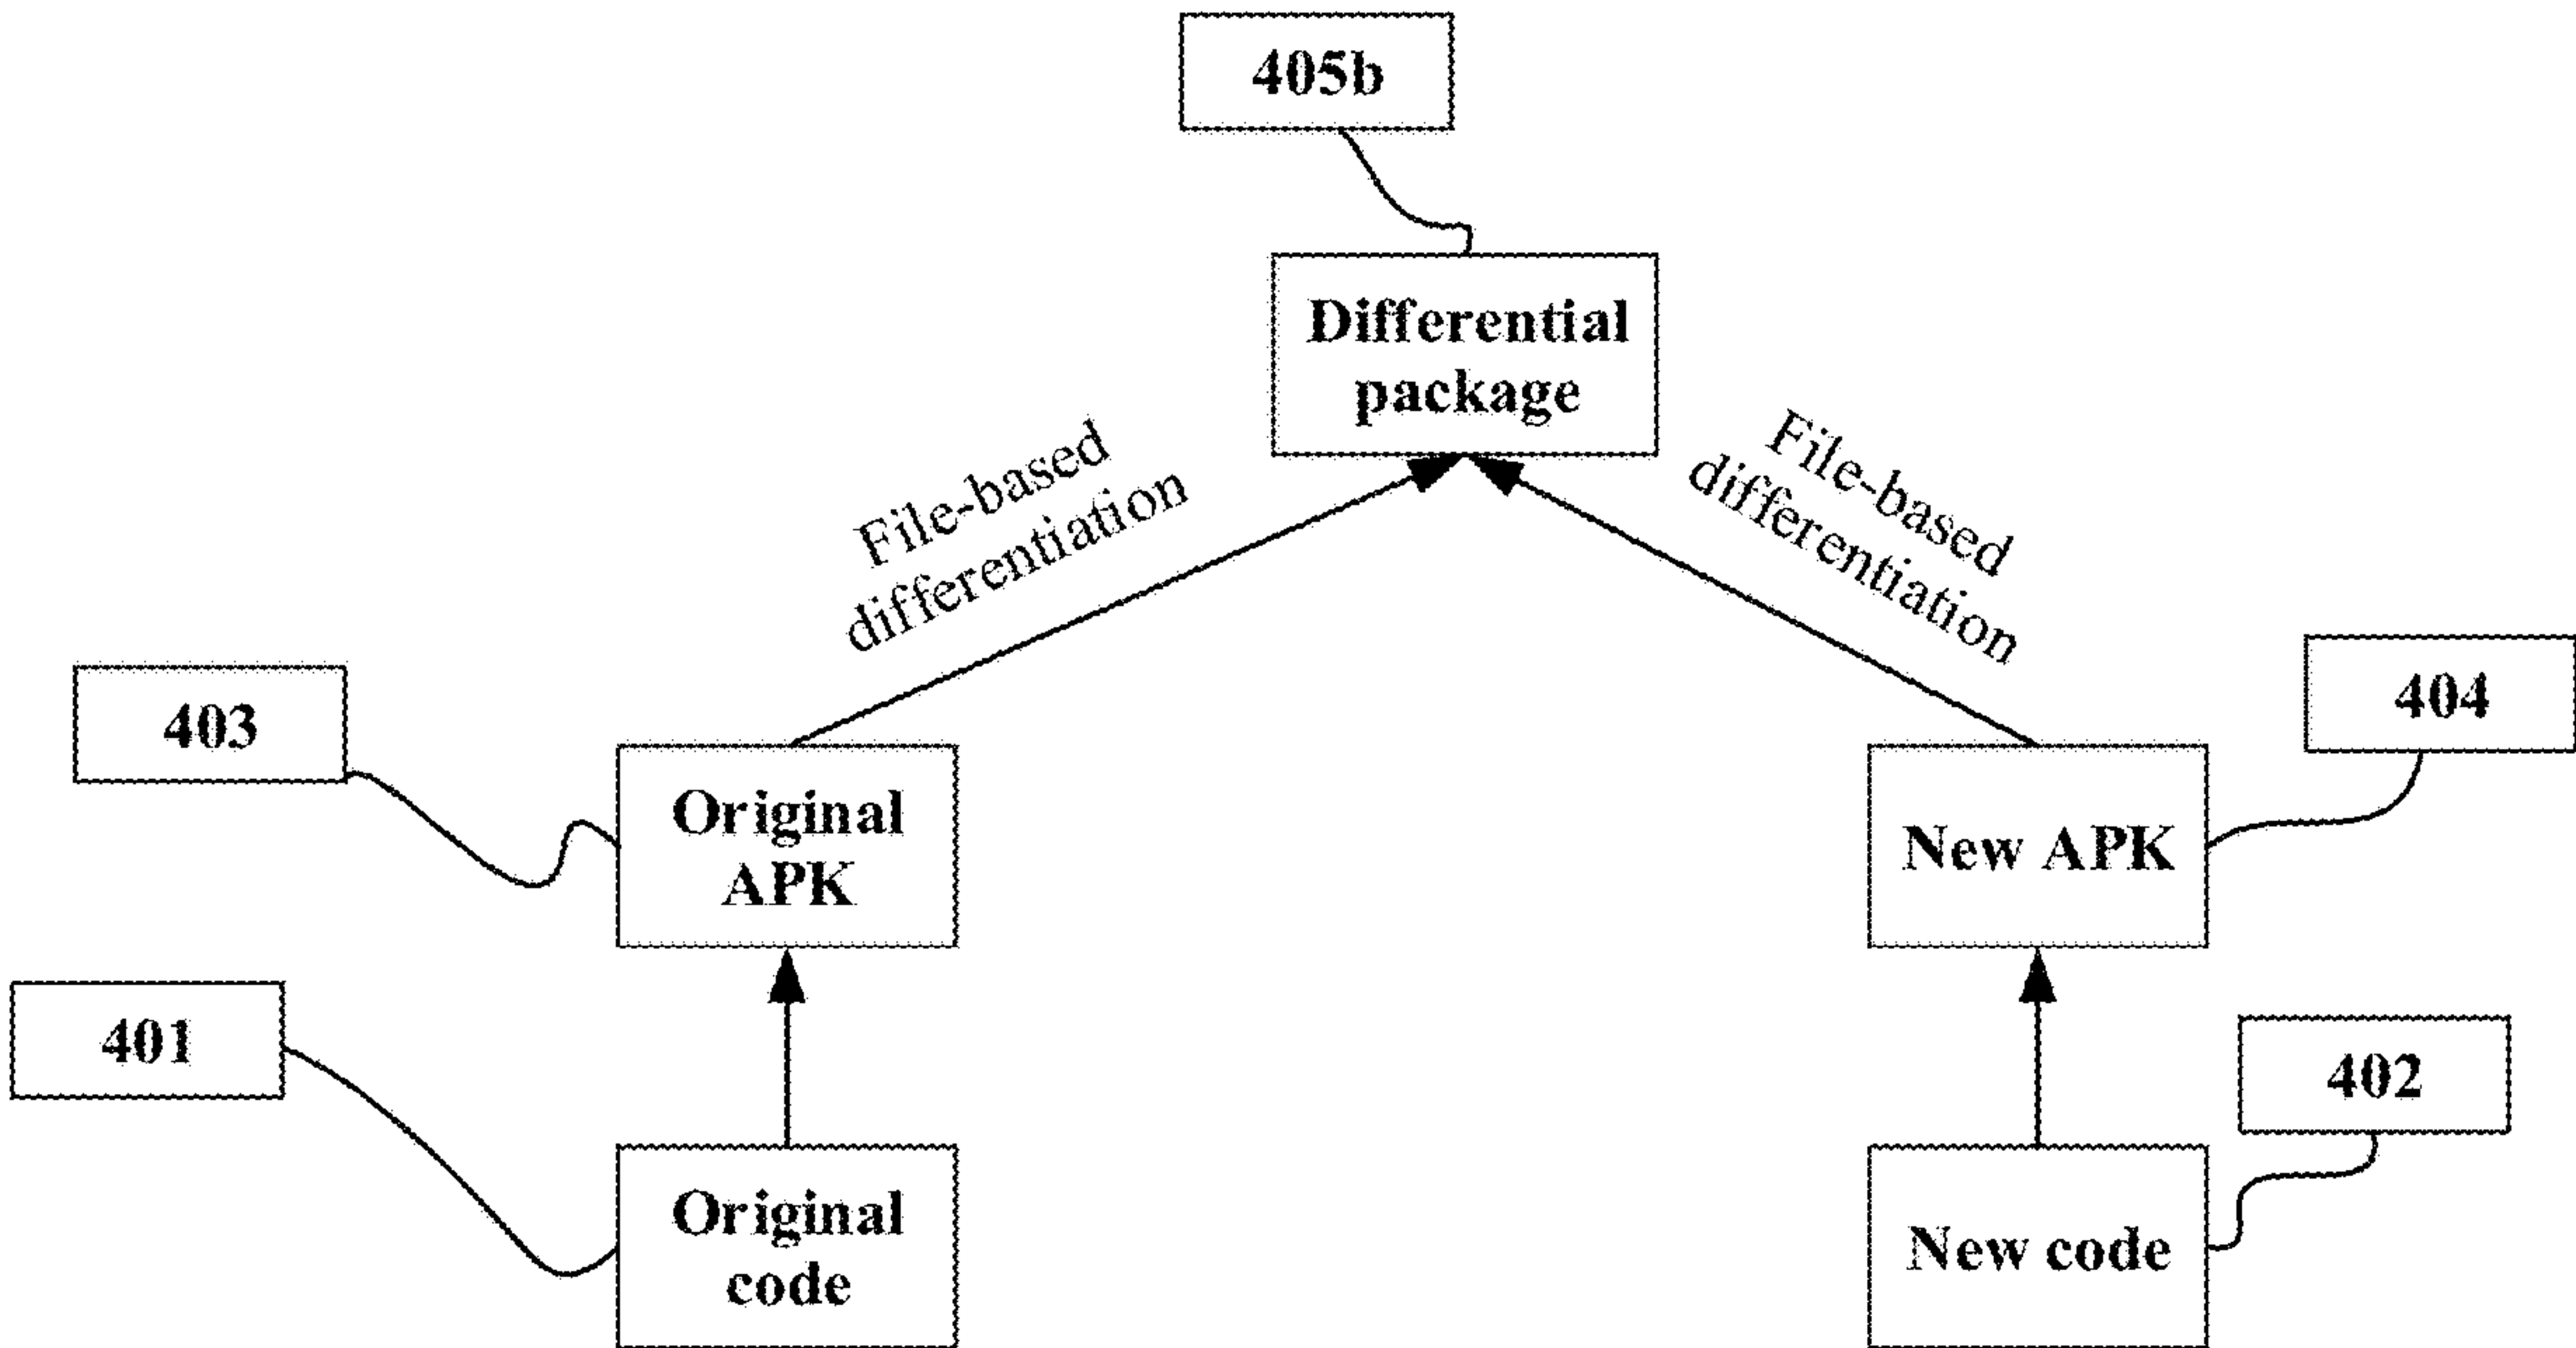 405b
Differential
package
File-based
differentiation
File-based
differentiation
403
404
Original
APK
New APK
401
402
Original
code
New code